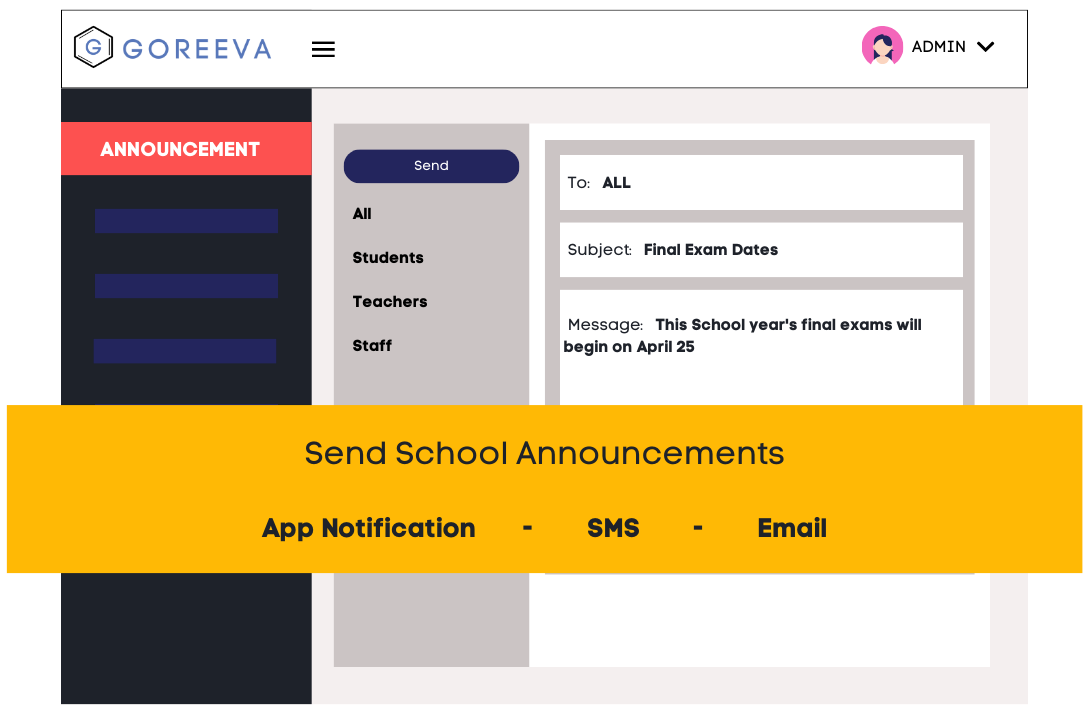 G GOREEVA
ADMIN
ANNOUNCEMENT
Send
All
Students
Teachers
Staff
To: ALL
Subject: Final Exam Dates
Message: This School year's final exams will
begin on April 25
Send School Announcements
App Notification - SMS - Email